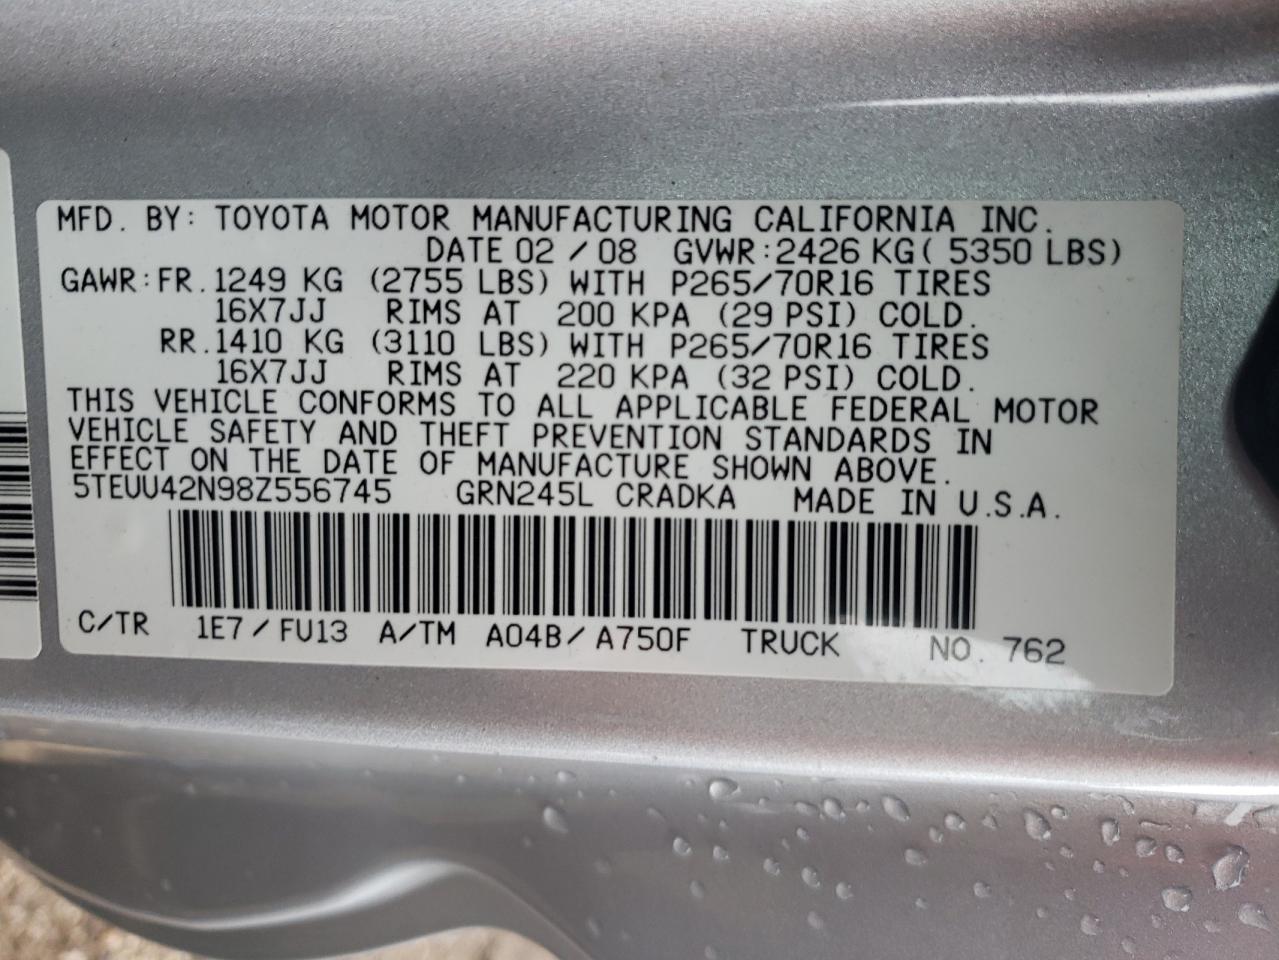 MFD. BY: TOYOTA MOTOR MANUFACTURING CALIFORNIA INC.
DATE 02 / 08 GVWR: 2426 KG ( 5350 LBS)
GAWR: FR. 1249 KG (2755 LBS) WITH P265/70R16 TIRES
16X7JJ RIMS AT 200 KPA (29 PSI) COLD.
RR. 1410 KG (3110 LBS) WITH P265/70R16 TIRES
16X7JJ RIMS AT 220 KPA (32 PSI) COLD.
THIS VEHICLE CONFORMS TO ALL APPLICABLE FEDERAL MOTOR
VEHICLE SAFETY AND THEFT PREVENTION STANDARDS IN
EFFECT ON THE DATE OF MANUFACTURE SHOWN ABOVE.
5TEUU42N98Z556745 GRN245L CRADKA MADE IN U.S.A.
C/TR 1E7 / FU13 A/TM A04B/ A750F TRUCK NO. 762